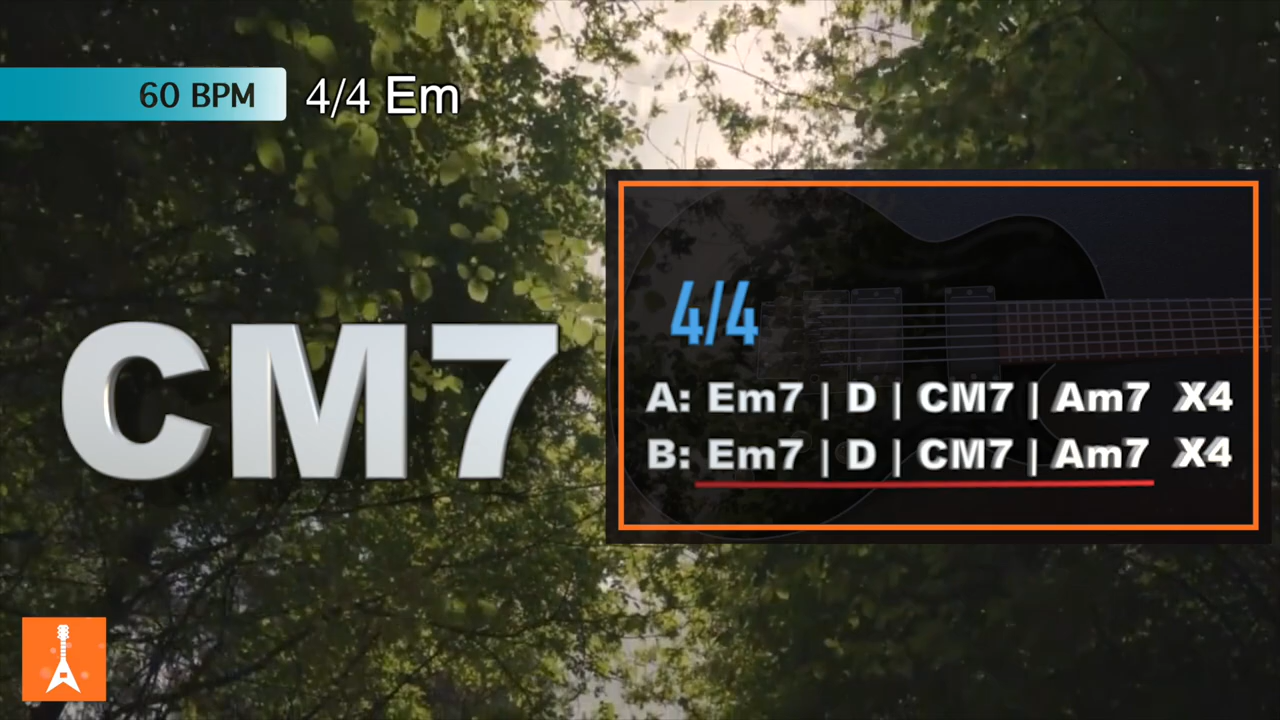 60 BPM 4/4 Em
CM7
4/4
A: Em7 | D | CM7 | Am7 X4
B: Em7 | D | CM7 | Am7 X4